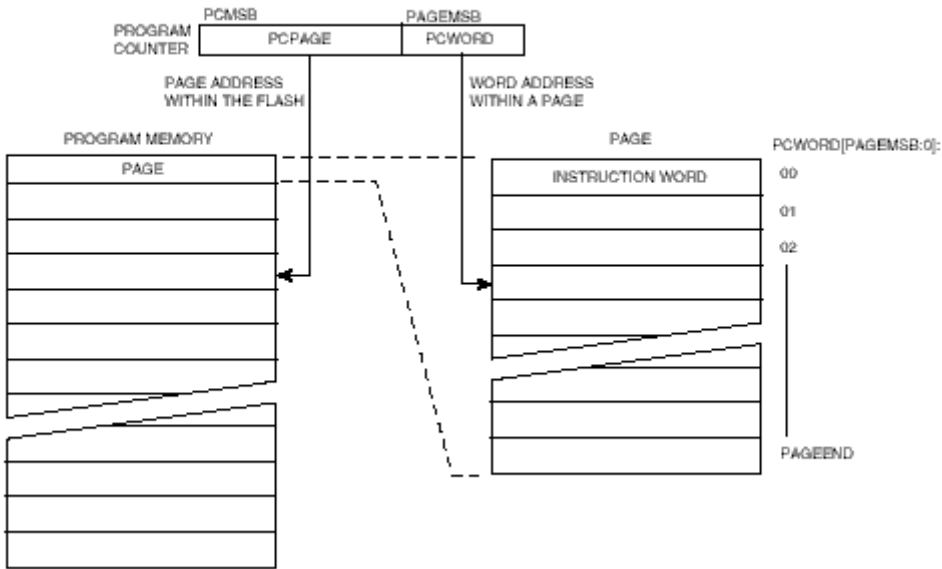 PCMSB
PAGEMSB
PROGRAM
COUNTER
PCPAGE
PCWORD
PAGE ADDRESS
WITHIN THE FLASH
WORD ADDRESS
WITHIN A PAGE
PROGRAM MEMORY
PAGE
PAGE
PCWORD[PAGEMSB:0]:
INSTRUCTION WORD
00
01
02
PAGEEND